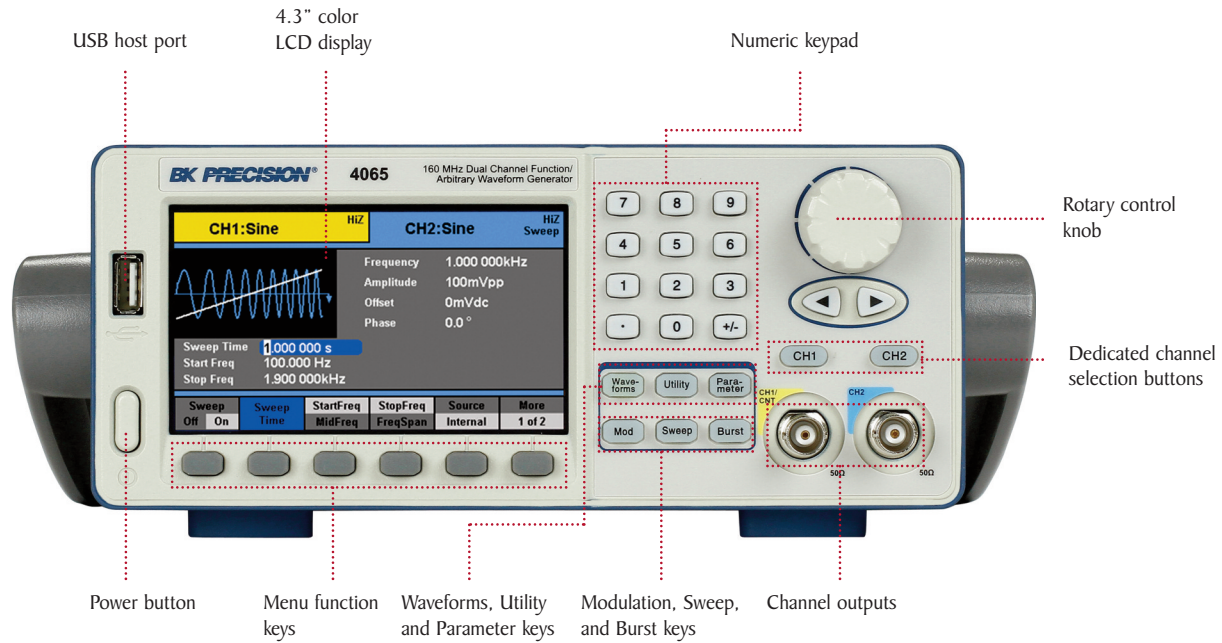 4.3" color
LCD display
USB host port
Numeric keypad
BK PRECISION®
4065
160 MHz Dual Channel Function/
Arbitrary Waveform Generator
CH1:Sine
HiZ
CH2:Sine
HiZ
Sweep
Frequency 1.000 000kHz
Amplitude 100mVpp
Offset 0mVdc
Phase 0.0 °
Sweep Time 1.000 000 s
Start Freq 100.000 Hz
Stop Freq 1.900 000kHz
Sweep
Off On
Sweep
Time
StartFreq
MidFreq
StopFreq
FreqSpan
Source
Internal
More
1 of 2
7 8 9
4 5 6
1 2 3
· 0 +/-
Wave-
forms
Utility
Para-
meter
Mod Sweep Burst
Rotary control
knob
CH1 CH2
Dedicated channel
selection buttons
CH1/
CNT
CH2
50Ω
50Ω
Power button
Menu function
keys
Waveforms, Utility
and Parameter keys
Modulation, Sweep,
and Burst keys
Channel outputs